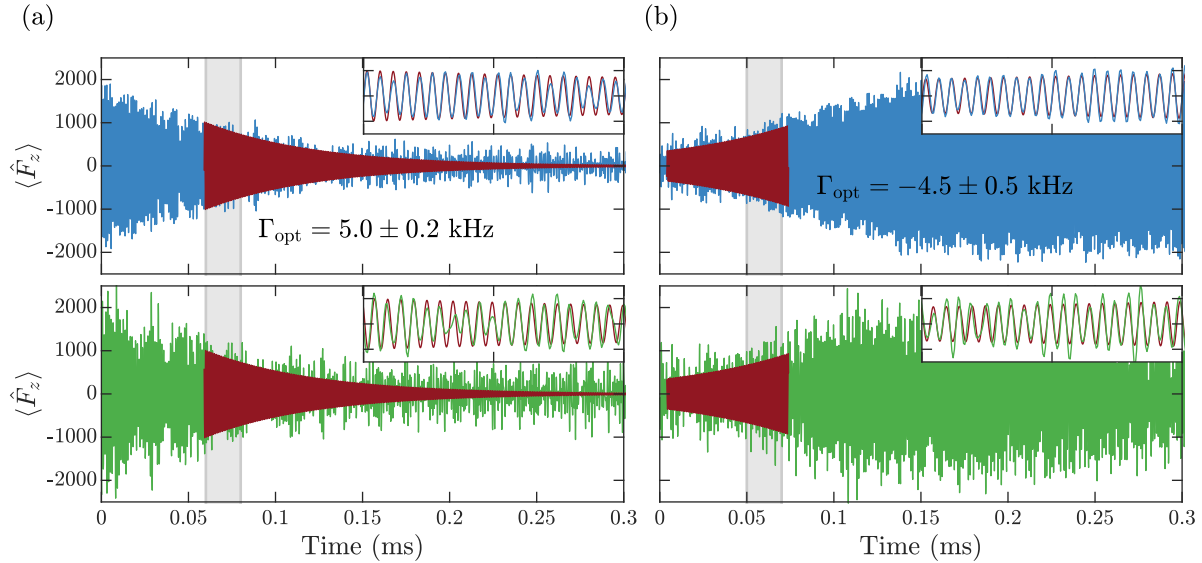 (a)
(b)
2000
1000
0
-1000
-2000
⟨F̂z⟩
Γopt = 5.0 ± 0.2 kHz
Γopt = −4.5 ± 0.5 kHz
2000
1000
0
-1000
-2000
⟨F̂z⟩
0 0.05 0.1 0.15 0.2 0.25 0.3
Time (ms)
0 0.05 0.1 0.15 0.2 0.25 0.3
Time (ms)